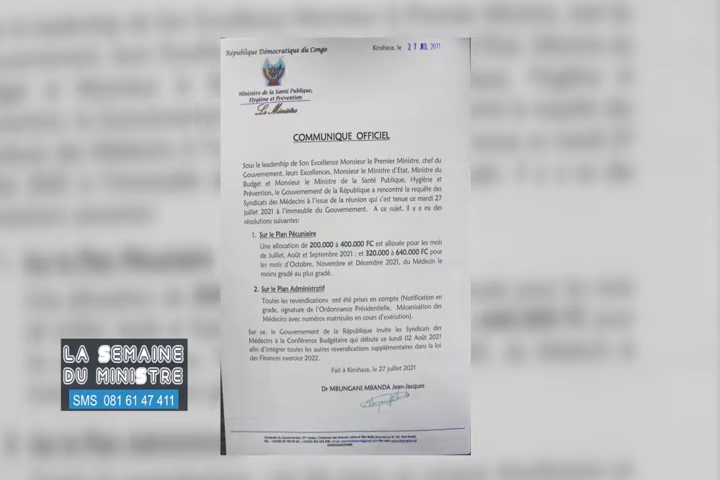 République Démocratique du Congo
Kinshasa, le 27 JUL 2021
Ministère de la Santé Publique,
Hygiène et Prévention
Le Ministre
COMMUNIQUE OFFICIEL
Sous le leadership de Son Excellence Monsieur le Premier Ministre, chef du
Gouvernement, leurs Excellences, Monsieur le Ministre d'Etat, Ministre du
Budget et Monsieur le Ministre de la Santé Publique, Hygiène et
Prévention, le Gouvernement de la République a rencontré la requête des
Syndicats des Médecins à l'issue de la réunion qui s'est tenue ce mardi 27
juillet 2021 à l'immeuble du Gouvernement. A ce sujet, il y a eu des
résolutions suivantes:
1. Sur le Plan Pécuniaire
Une allocation de 200.000 à 400.000 FC est allouée pour les mois
de Juillet, Août et Septembre 2021 ; et 320.000 à 640.000 FC pour
les mois d'Octobre, Novembre et Décembre 2021, du Médecin le
moins gradé au plus gradé.
2. Sur le Plan Administratif
Toutes les revendications ont été prises en compte (Notification en
grade, signature de l'Ordonnance Présidentielle, Mécanisation des
Médecins avec numéros matricules en cours d'exécution).
Sur ce, le Gouvernement de la République invite les Syndicats des
Médecins à la Conférence Budgétaire qui débute ce lundi 02 Août 2021
afin d'intégrer toutes les autres revendications supplémentaires dans la loi
des Finances exercice 2022.
Fait à Kinshasa, le 27 juillet 2021
Dr MBUNGANI MBANDA Jean-Jacques
LA SEMAINE
DU MINISTRE
SMS 081 61 47 411